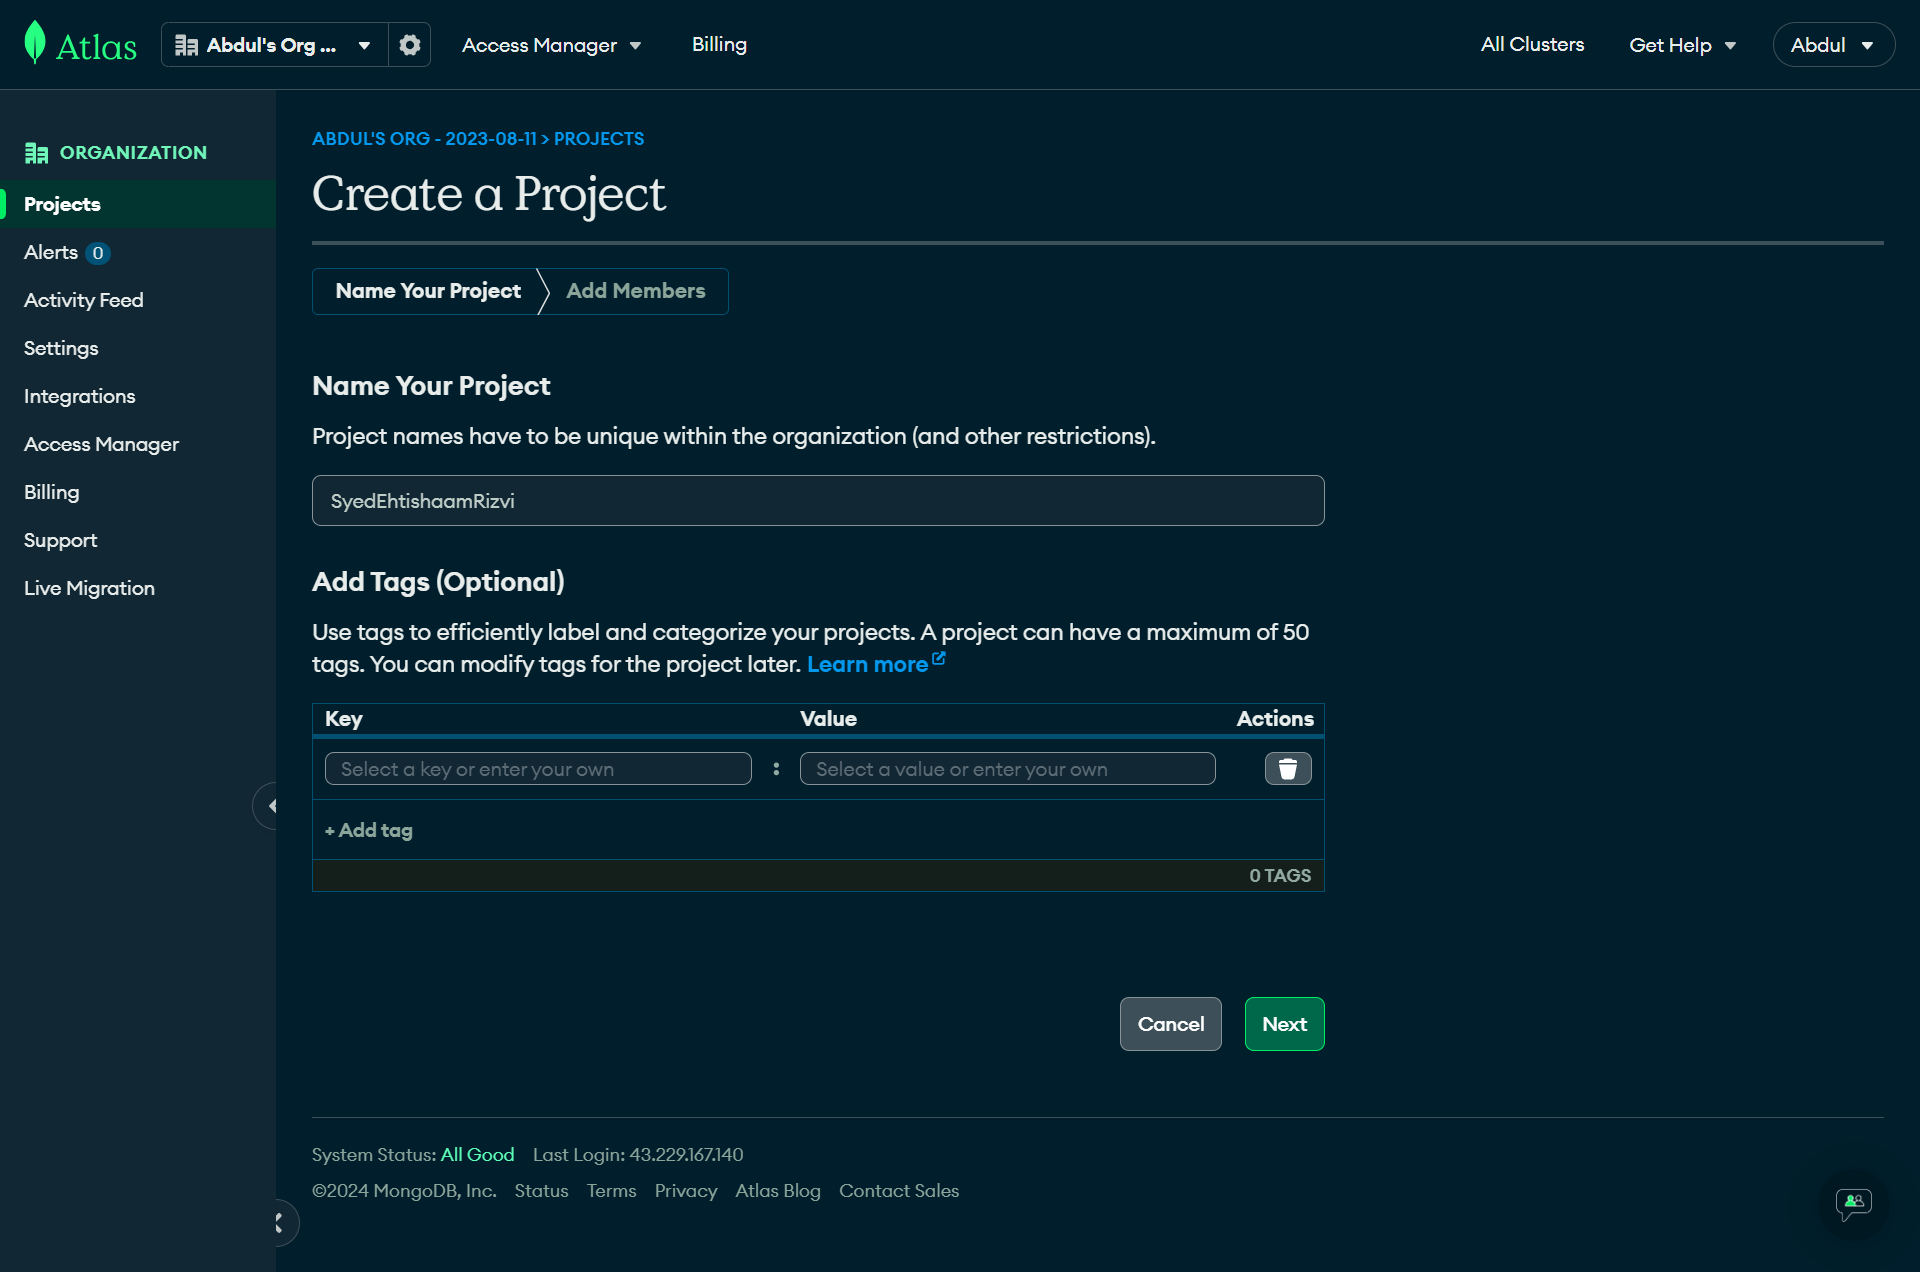 Atlas
Abdul's Org ...
Access Manager
Billing
All Clusters
Get Help
Abdul
ORGANIZATION
Projects
Alerts 0
Activity Feed
Settings
Integrations
Access Manager
Billing
Support
Live Migration
ABDUL'S ORG - 2023-08-11 > PROJECTS
Create a Project
Name Your Project
Add Members
Name Your Project
Project names have to be unique within the organization (and other restrictions).
SyedEhtishaamRizvi
Add Tags (Optional)
Use tags to efficiently label and categorize your projects. A project can have a maximum of 50
tags. You can modify tags for the project later. Learn more
Key Value Actions
Select a key or enter your own : Select a value or enter your own
+ Add tag
0 TAGS
Cancel
Next
System Status: All Good Last Login: 43.229.167.140
©2024 MongoDB, Inc. Status Terms Privacy Atlas Blog Contact Sales